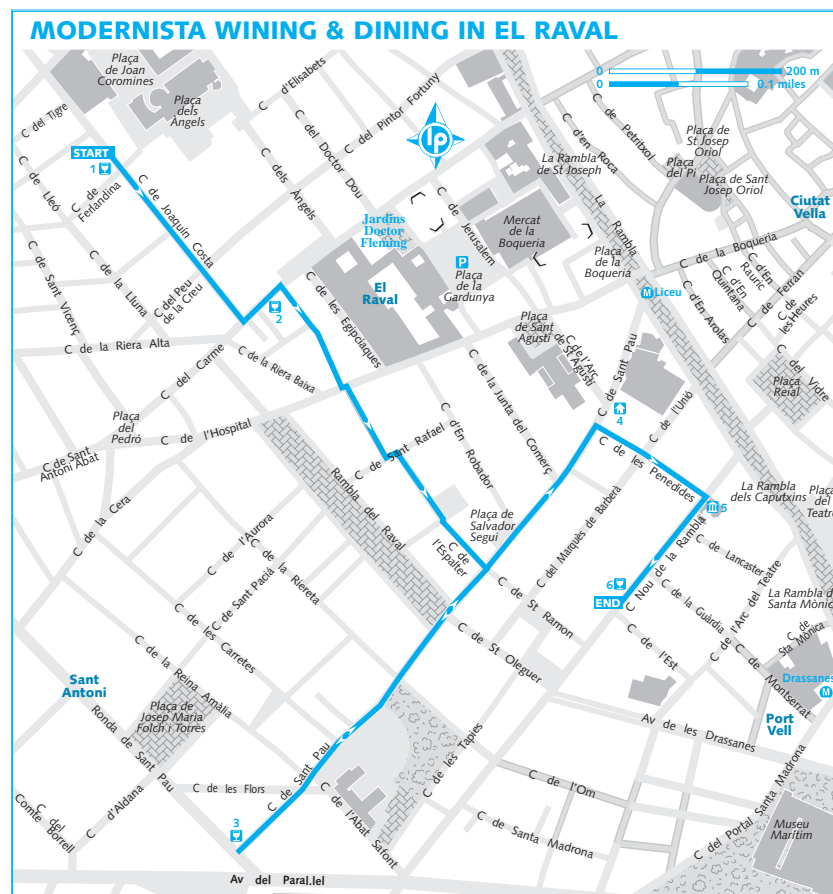 MODERNISTA WINING & DINING IN EL RAVAL
0 200 m
0 0.1 miles
Plaça
de Joan
Coromines
C d'Elisabets
C del Pintor Fortuny
C del Tigre
Plaça
dels
Àngels
C del Doctor Dou
lp
C de Petritxol
C d'en Roca
Plaça de
St Josep
Oriol
La Rambla
de St Joseph
Plaça
del Pi
Plaça de Sant
Josep Oriol
START
1
C de Lleó
C de
Ferlandina
C de Joaquín Costa
C dels Àngels
C de Jerusalem
Ciutat
Vella
Jardins
Doctor
Fleming
Mercat
de la
Boqueria
La Rambla
C de la Boqueria
Plaça
de la
Boqueria
P
Plaça
de la
Gardunya
El
Raval
C de Sant Vicenç
C de la Lluna
C del Peu
de la Creu
2
C de les Egipcíaques
M Liceu
C d'En Arolas
C d'En
Quintana
C d'En
Rauric
C de Ferran
C de
les Heures
Plaça
de Sant
Agustí
C de l'Arc
de St Agustí
C de Sant Pau
C de la Riera Alta
C del Carme
C de la Riera Baixa
C de la Junta del Comerç
C del Vidre
Plaça
Reial
4
C de l'Unió
Plaça
del
Pedró
C de l'Hospital
C de Sant
Antoni Abat
C de Sant Rafael
C d'En Robador
C de les Penedides
Rambla del Raval
La Rambla
dels Caputxins
Plaça
del
Teatre
5
C de la Cera
C de l'Aurora
Plaça de
Salvador
Seguí
C del Marquès de Barberà
C de
l'Espalter
C Nou de la Rambla
C de Lancaster
C de la Riereta
C de Sant Pacià
6
END
C de l'Arc del Teatre
La Rambla d
Santa Mònica
C de St Ramon
C de la Guàrdia
C de
Sta Mònica
C de les Carretes
C de St Oleguer
C de l'Est
C de Montserrat
Drassanes
M
C de la Reina Amàlia
Sant
Antoni
Plaça de
Josep Maria
Folch i Torres
Port
Vell
Av de les Drassanes
Ronda de Sant Pau
C de Sant Pau
C de les Tapies
C de les Flors
C de l'Om
C del Portal Santa Madrona
C d'Aldana
C del
Comte Borrell
3
C de l'Abat Safont
C de Santa Madrona
Museu
Marítim
Av del Paral.lel